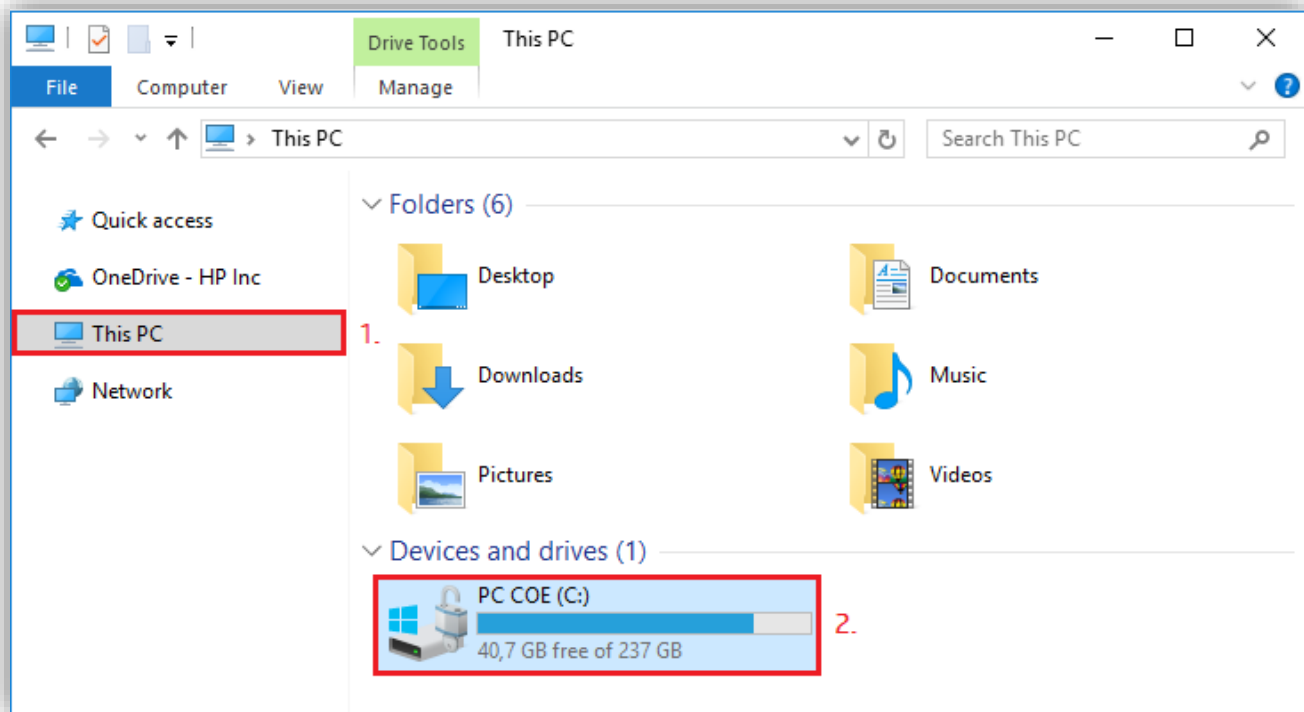 Drive Tools
This PC
File
Computer
View
Manage
This PC
Search This PC
Quick access
OneDrive - HP Inc
This PC
1.
Network
Folders (6)
Desktop
Documents
Downloads
Music
Pictures
Videos
Devices and drives (1)
PC COE (C:)
40,7 GB free of 237 GB
2.